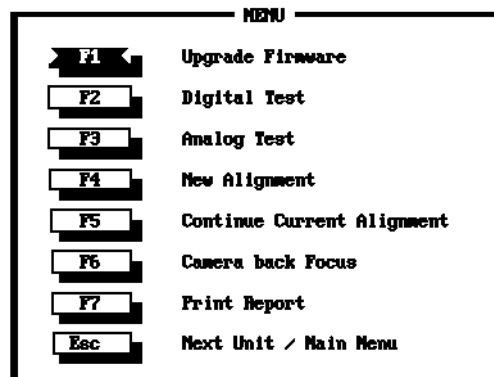 MENU
F1 Upgrade Firmware
F2 Digital Test
F3 Analog Test
F4 New Alignment
F5 Continue Current Alignment
F6 Camera back Focus
F7 Print Report
Esc Next Unit / Main Menu